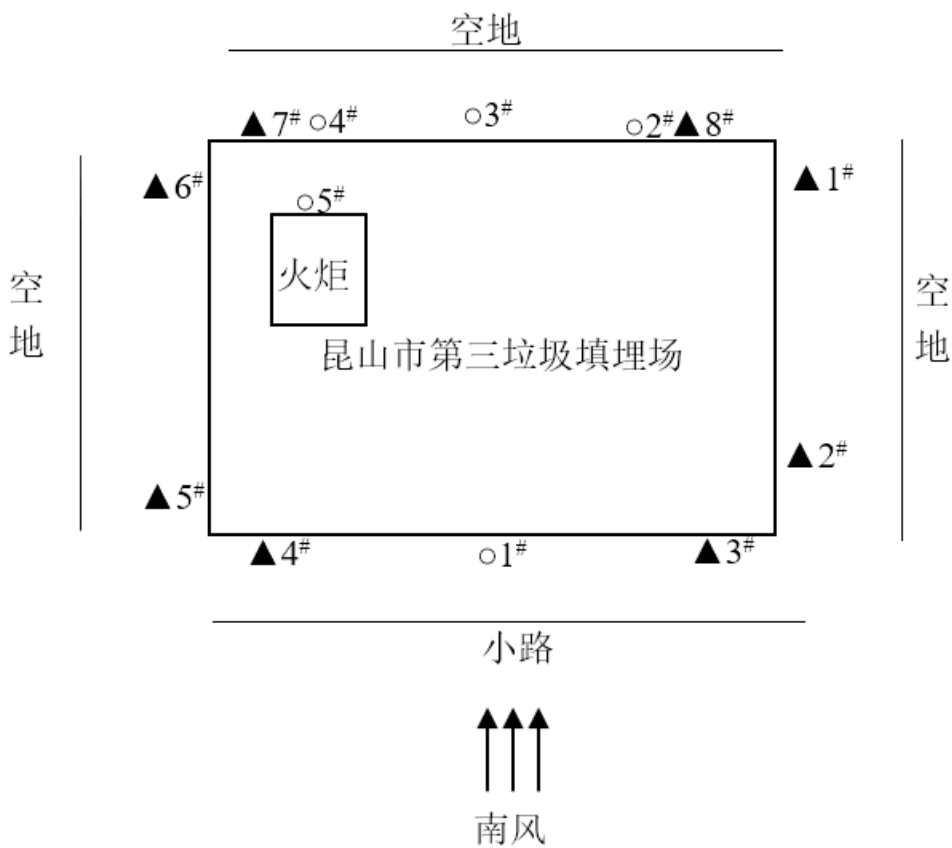 空地
▲7# ○4# ○3# ○2# ▲8#
▲6# ▲1#
○5#
火炬
空地
空地
昆山市第三垃圾填埋场
▲2#
▲5#
▲4# ○1# ▲3#
小路
南风